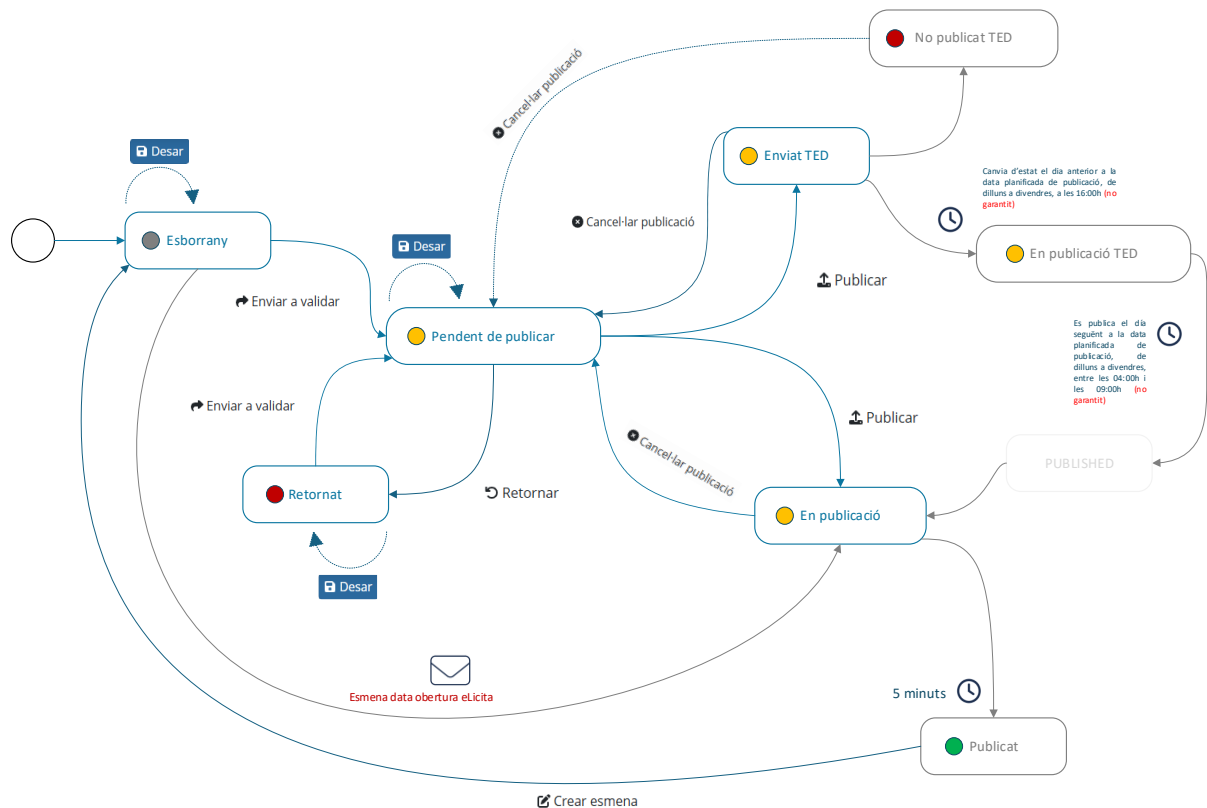 No publicat TED
Cancel·lar publicació
Desar
Enviat TED
Canvia d'estat el dia anterior a la
data planificada de publicació, de
dilluns a divendres, a les 16:00h (no
garantit)
Cancel·lar publicació
Esborrany
Desar
En publicació TED
Publicar
Enviar a validar
Pendent de publicar
Es publica el día
seguënt a la data
planificada de
publicació, de
dilluns a divendres,
entre les 04:00h i
les 09:00h (no
garantit)
Enviar a validar
Publicar
Cancel·lar publicació
PUBLISHED
Retornat
Retornar
En publicació
Desar
Esmena data obertura eLicita
5 minuts
Publicat
Crear esmena